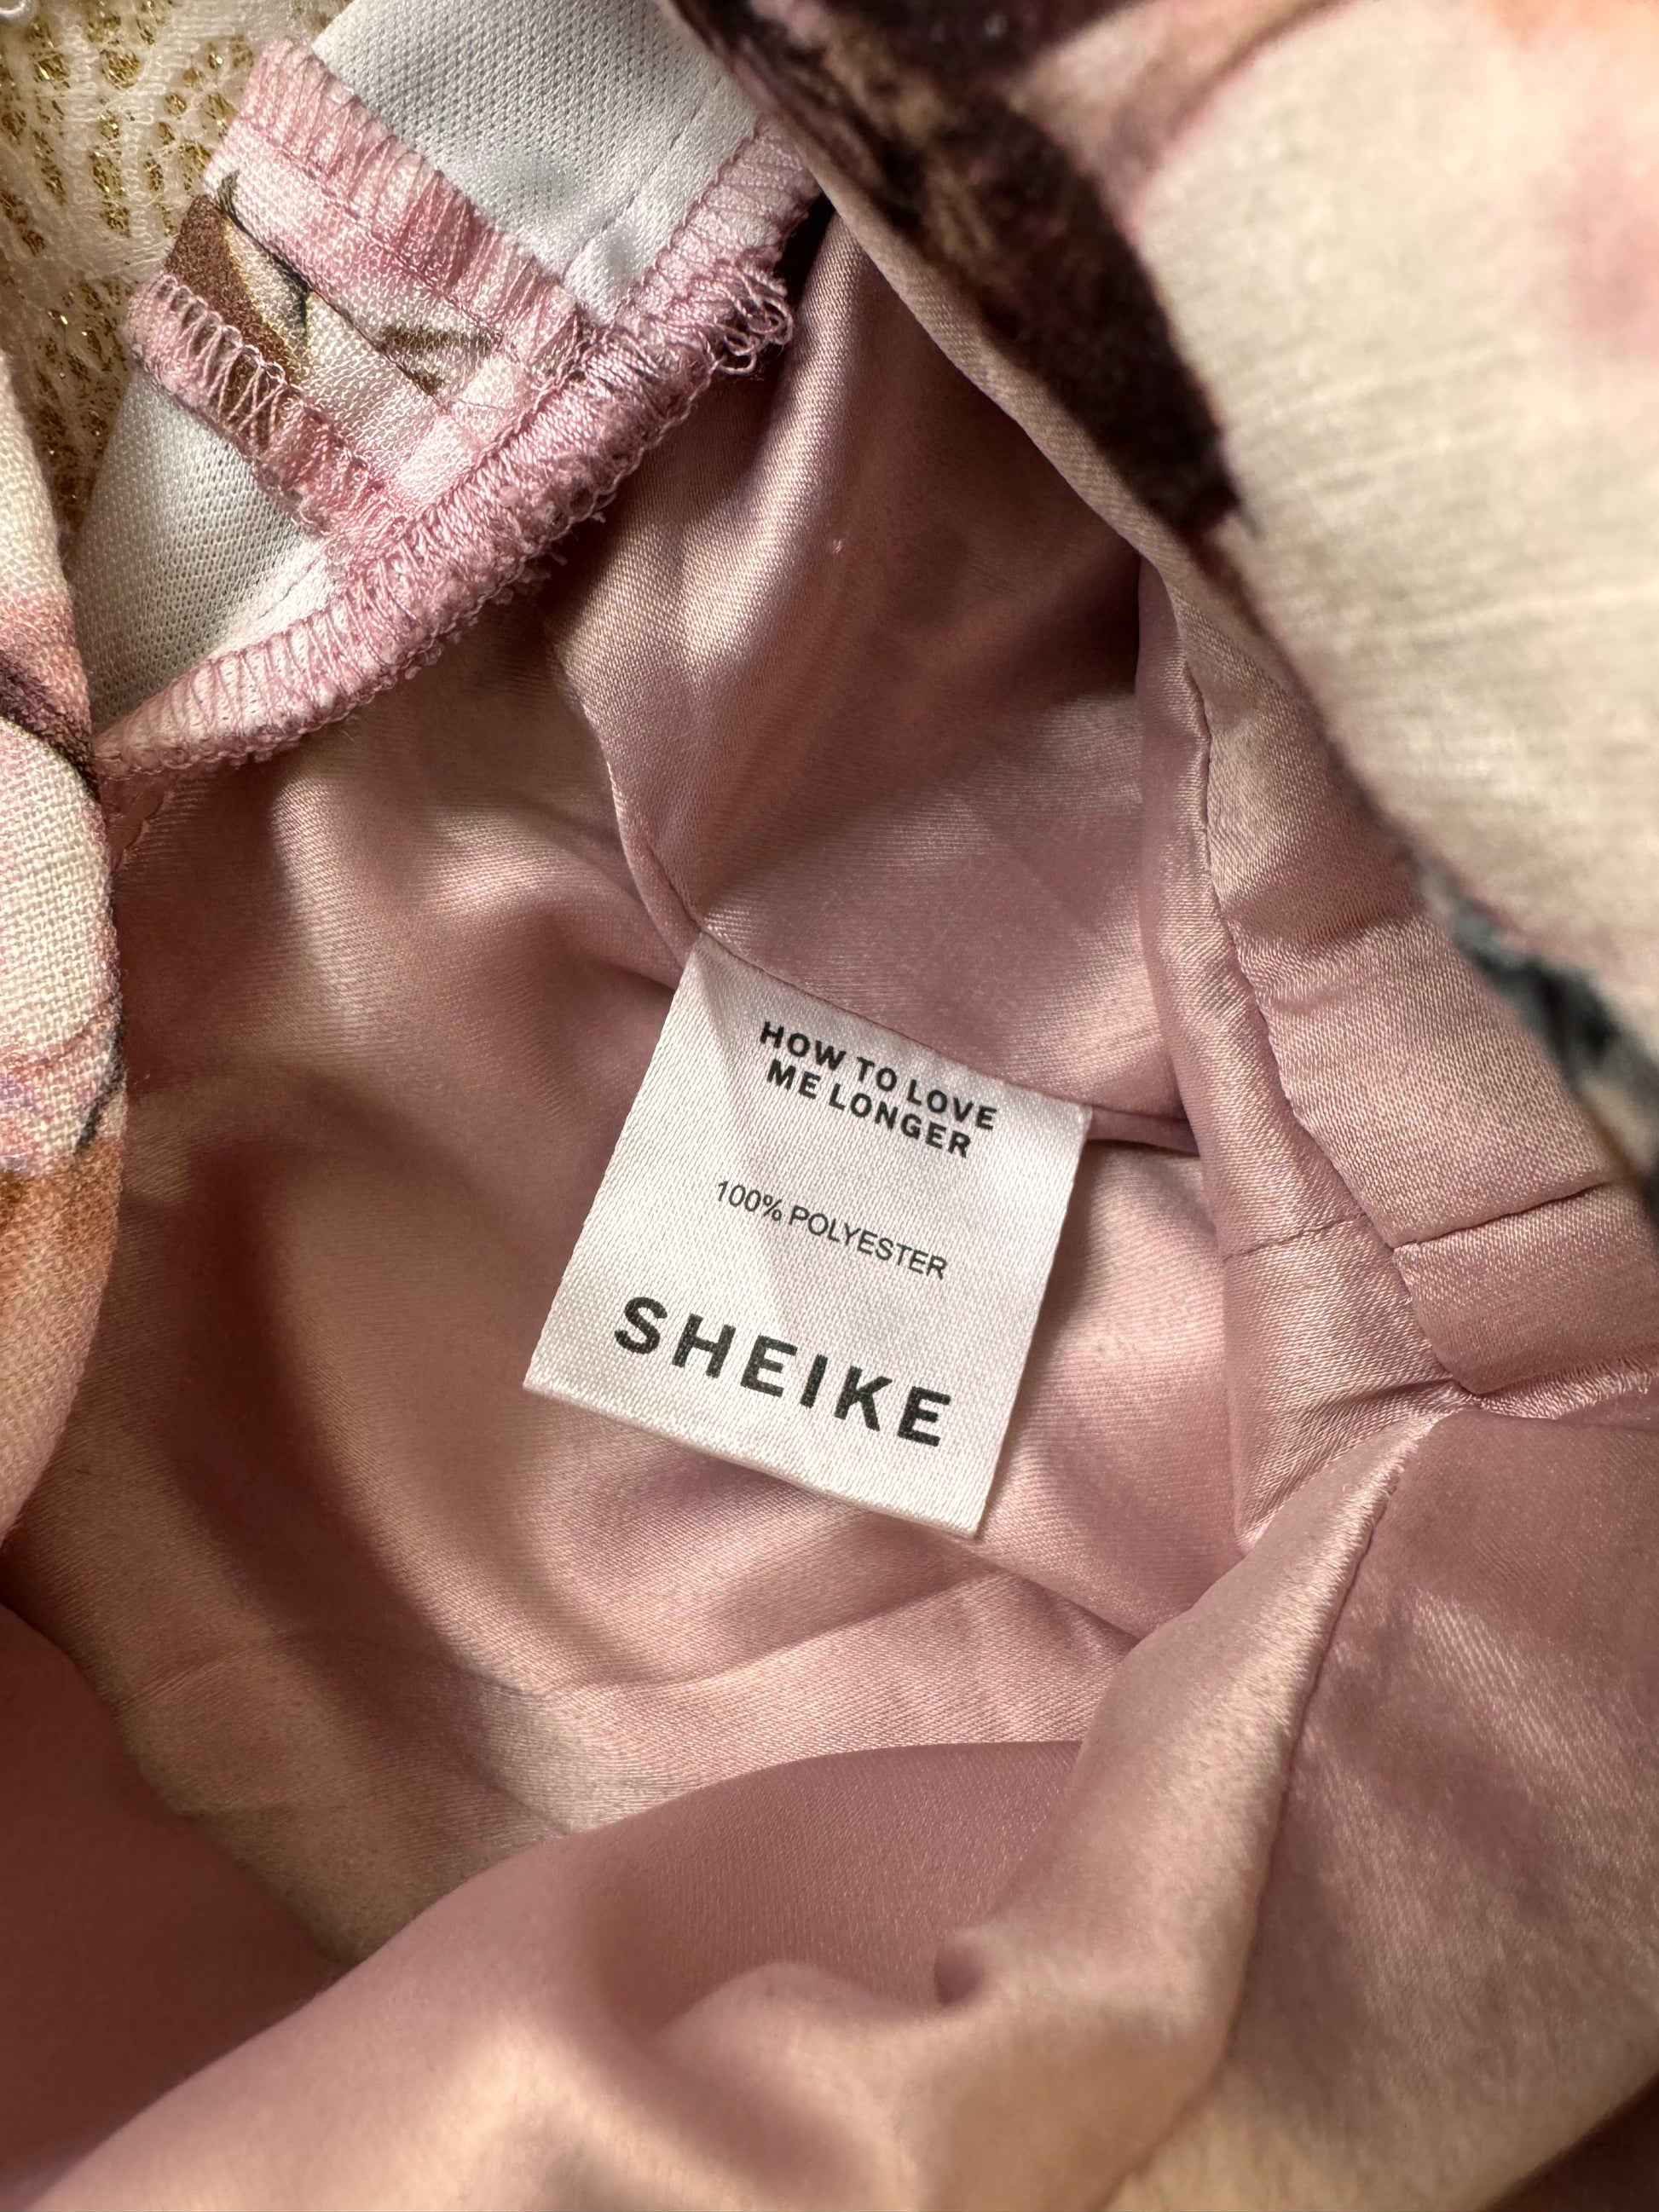 HOW TO LOVE
ME LONGER
100% POLYESTER
SHEIKE